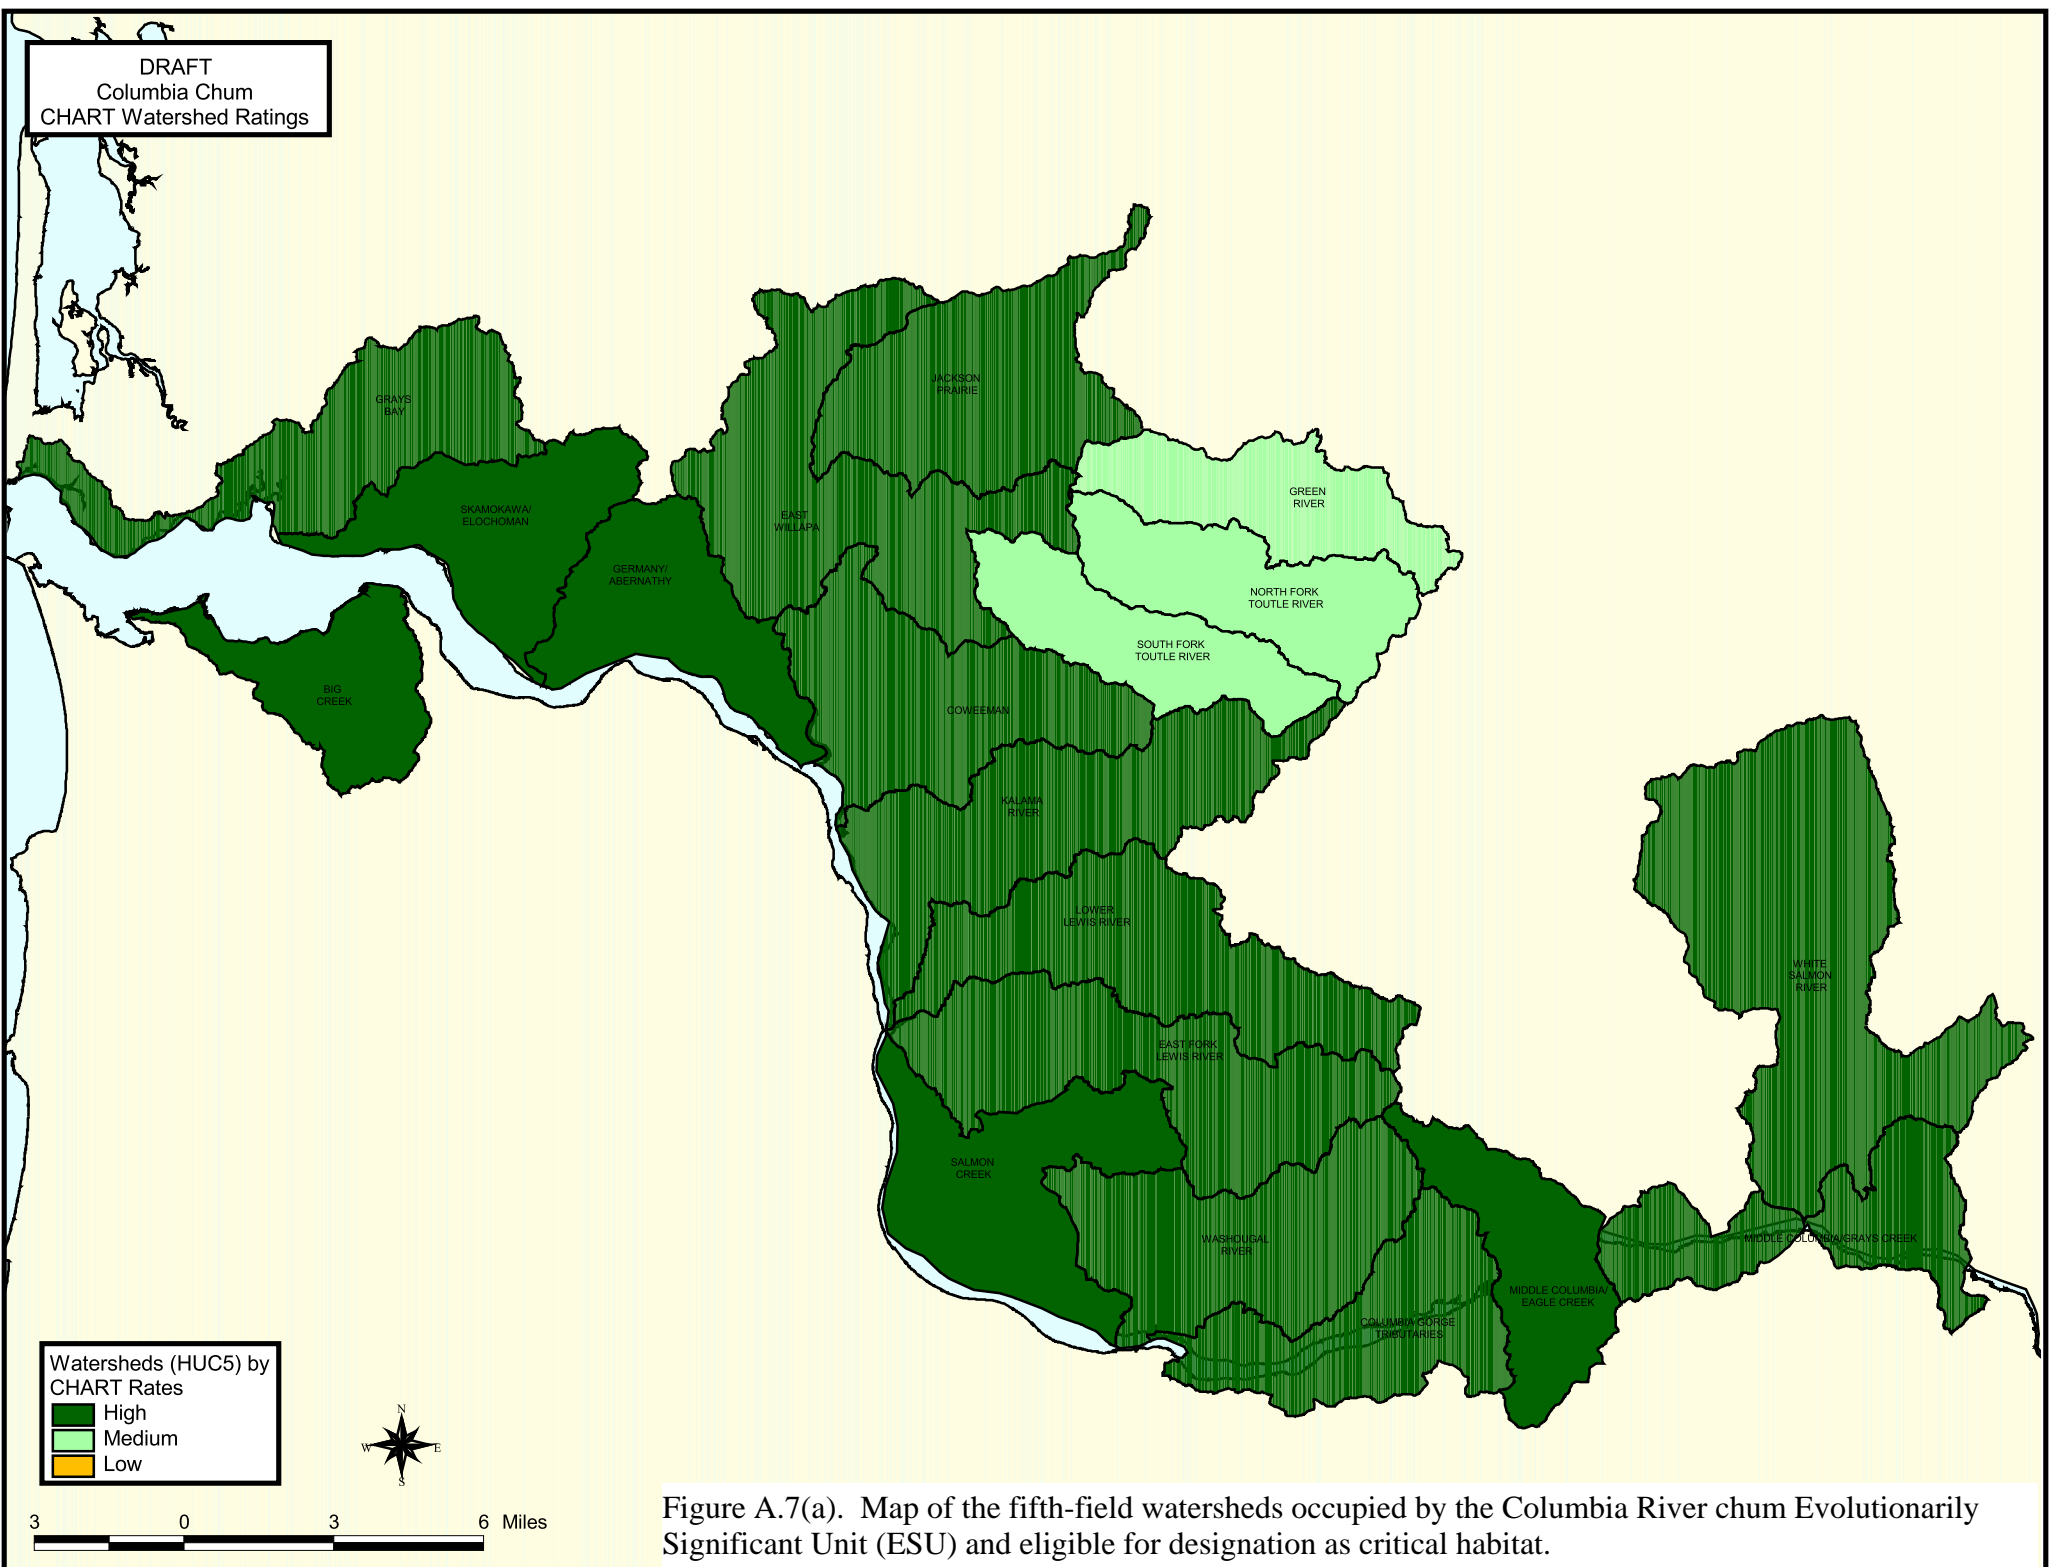 DRAFT
Columbia Chum
CHART Watershed Ratings
JACKSON
PRAIRIE
GRAYS
BAY
GREEN
RIVER
SKAMOKAWA/
ELOCHOMAN
EAST
WILLAPA
GERMANY/
ABERNATHY
NORTH FORK
TOUTLE RIVER
SOUTH FORK
TOUTLE RIVER
BIG
CREEK
COWEEMAN
KALAMA
RIVER
LOWER
LEWIS RIVER
WHITE
SALMON
RIVER
EAST FORK
LEWIS RIVER
SALMON
CREEK
WASHOUGAL
RIVER
MIDDLE COLUMBIA/GRAYS CREEK
MIDDLE COLUMBIA/
EAGLE CREEK
COLUMBIA GORGE
TRIBUTARIES
Watersheds (HUC5) by
CHART Rates
High
Medium
Low
N
W
E
S
3 0 3 6 Miles
Figure A.7(a). Map of the fifth-field watersheds occupied by the Columbia River chum Evolutionarily
Significant Unit (ESU) and eligible for designation as critical habitat.